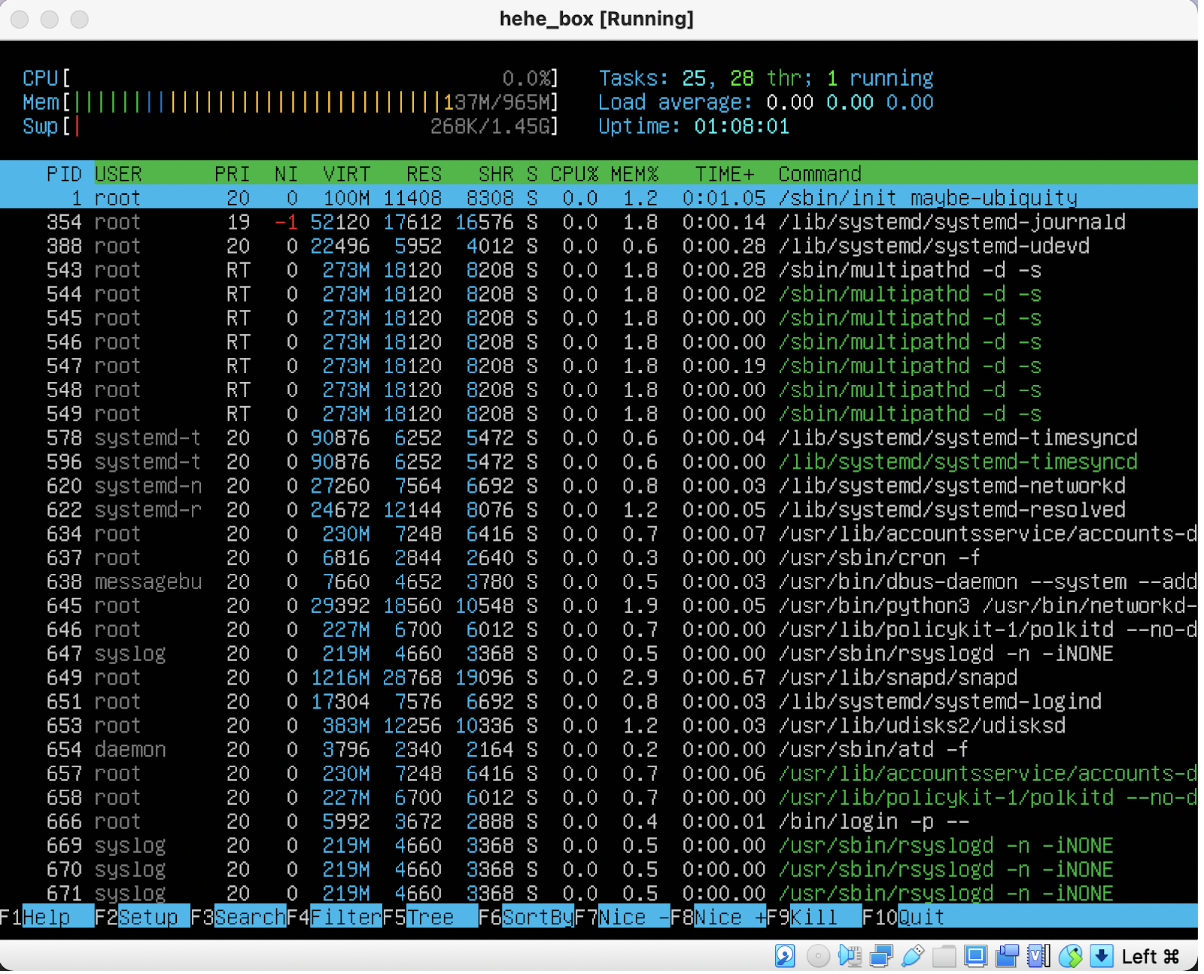 hehe_box [Running]
CPU[ 0.0%] Tasks: 25, 28 thr; 1 running
Mem[||||||||||||||||||||||||||||||137M/965M] Load average: 0.00 0.00 0.00
Swp[| 268K/1.45G] Uptime: 01:08:01
PID USER PRI NI VIRT RES SHR S CPU% MEM% TIME+ Command
1 root 20 0 100M 11408 8308 S 0.0 1.2 0:01.05 /sbin/init maybe-ubiquity
354 root 19 -1 52120 17612 16576 S 0.0 1.8 0:00.14 /lib/systemd/systemd-journald
388 root 20 0 22496 5952 4012 S 0.0 0.6 0:00.28 /lib/systemd/systemd-udevd
543 root RT 0 273M 18120 8208 S 0.0 1.8 0:00.28 /sbin/multipathd -d -s
544 root RT 0 273M 18120 8208 S 0.0 1.8 0:00.02 /sbin/multipathd -d -s
545 root RT 0 273M 18120 8208 S 0.0 1.8 0:00.00 /sbin/multipathd -d -s
546 root RT 0 273M 18120 8208 S 0.0 1.8 0:00.00 /sbin/multipathd -d -s
547 root RT 0 273M 18120 8208 S 0.0 1.8 0:00.19 /sbin/multipathd -d -s
548 root RT 0 273M 18120 8208 S 0.0 1.8 0:00.00 /sbin/multipathd -d -s
549 root RT 0 273M 18120 8208 S 0.0 1.8 0:00.00 /sbin/multipathd -d -s
578 systemd-t 20 0 90876 6252 5472 S 0.0 0.6 0:00.04 /lib/systemd/systemd-timesyncd
596 systemd-t 20 0 90876 6252 5472 S 0.0 0.6 0:00.00 /lib/systemd/systemd-timesyncd
620 systemd-n 20 0 27260 7564 6692 S 0.0 0.8 0:00.03 /lib/systemd/systemd-networkd
622 systemd-r 20 0 24672 12144 8076 S 0.0 1.2 0:00.05 /lib/systemd/systemd-resolved
634 root 20 0 230M 7248 6416 S 0.0 0.7 0:00.07 /usr/lib/accountsservice/accounts-d
637 root 20 0 6816 2844 2640 S 0.0 0.3 0:00.00 /usr/sbin/cron -f
638 messagebu 20 0 7660 4652 3780 S 0.0 0.5 0:00.03 /usr/bin/dbus-daemon --system --add
645 root 20 0 29392 18560 10548 S 0.0 1.9 0:00.05 /usr/bin/python3 /usr/bin/networkd-
646 root 20 0 227M 6700 6012 S 0.0 0.7 0:00.00 /usr/lib/policykit-1/polkitd --no-d
647 syslog 20 0 219M 4660 3368 S 0.0 0.5 0:00.00 /usr/sbin/rsyslogd -n -iNONE
649 root 20 0 1216M 28768 19096 S 0.0 2.9 0:00.67 /usr/lib/snapd/snapd
651 root 20 0 17304 7576 6692 S 0.0 0.8 0:00.03 /lib/systemd/systemd-logind
653 root 20 0 383M 12256 10336 S 0.0 1.2 0:00.03 /usr/lib/udisks2/udisksd
654 daemon 20 0 3796 2340 2164 S 0.0 0.2 0:00.00 /usr/sbin/atd -f
657 root 20 0 230M 7248 6416 S 0.0 0.7 0:00.06 /usr/lib/accountsservice/accounts-d
658 root 20 0 227M 6700 6012 S 0.0 0.7 0:00.00 /usr/lib/policykit-1/polkitd --no-d
666 root 20 0 5992 3672 2888 S 0.0 0.4 0:00.01 /bin/login -p --
669 syslog 20 0 219M 4660 3368 S 0.0 0.5 0:00.00 /usr/sbin/rsyslogd -n -iNONE
670 syslog 20 0 219M 4660 3368 S 0.0 0.5 0:00.00 /usr/sbin/rsyslogd -n -iNONE
671 syslog 20 0 219M 4660 3368 S 0.0 0.5 0:00.00 /usr/sbin/rsyslogd -n -iNONE
F1Help F2Setup F3SearchF4FilterF5Tree F6SortByF7Nice -F8Nice +F9Kill F10Quit
Left ⌘